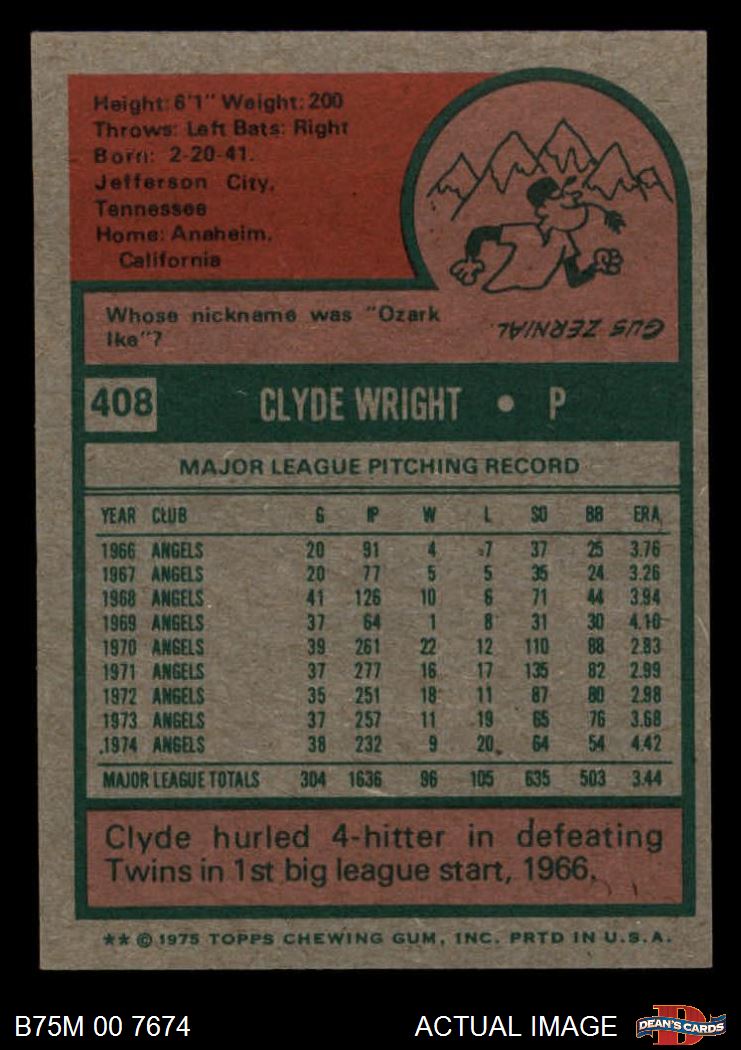 Height: 6'1" Weight: 200
Throws: Left Bats: Right
Born: 2-20-41.
Jefferson City,
Tennessee
Home: Anaheim,
California
Whose nickname was "Ozark
Ike"?
GUS ZERNIAL.
408 CLYDE WRIGHT • P
MAJOR LEAGUE PITCHING RECORD
YEAR CLUB G IP W L SO BB ERA
1966 ANGELS 20 91 4 7 37 25 3.76
1967 ANGELS 20 77 5 5 35 24 3.26
1968 ANGELS 41 126 10 6 71 44 3.94
1969 ANGELS 37 64 1 8 31 30 4.10
1970 ANGELS 39 261 22 12 110 88 2.83
1971 ANGELS 37 277 16 17 135 82 2.99
1972 ANGELS 35 251 18 11 87 80 2.98
1973 ANGELS 37 257 11 19 65 76 3.68
1974 ANGELS 38 232 9 20 64 54 4.42
MAJOR LEAGUE TOTALS 304 1636 96 105 635 503 3.44
Clyde hurled 4-hitter in defeating
Twins in 1st big league start, 1966.
** © 1975 TOPPS CHEWING GUM, INC. PRTD IN U.S.A.
B75M 00 7674 ACTUAL IMAGE D DEAN'S CARDS